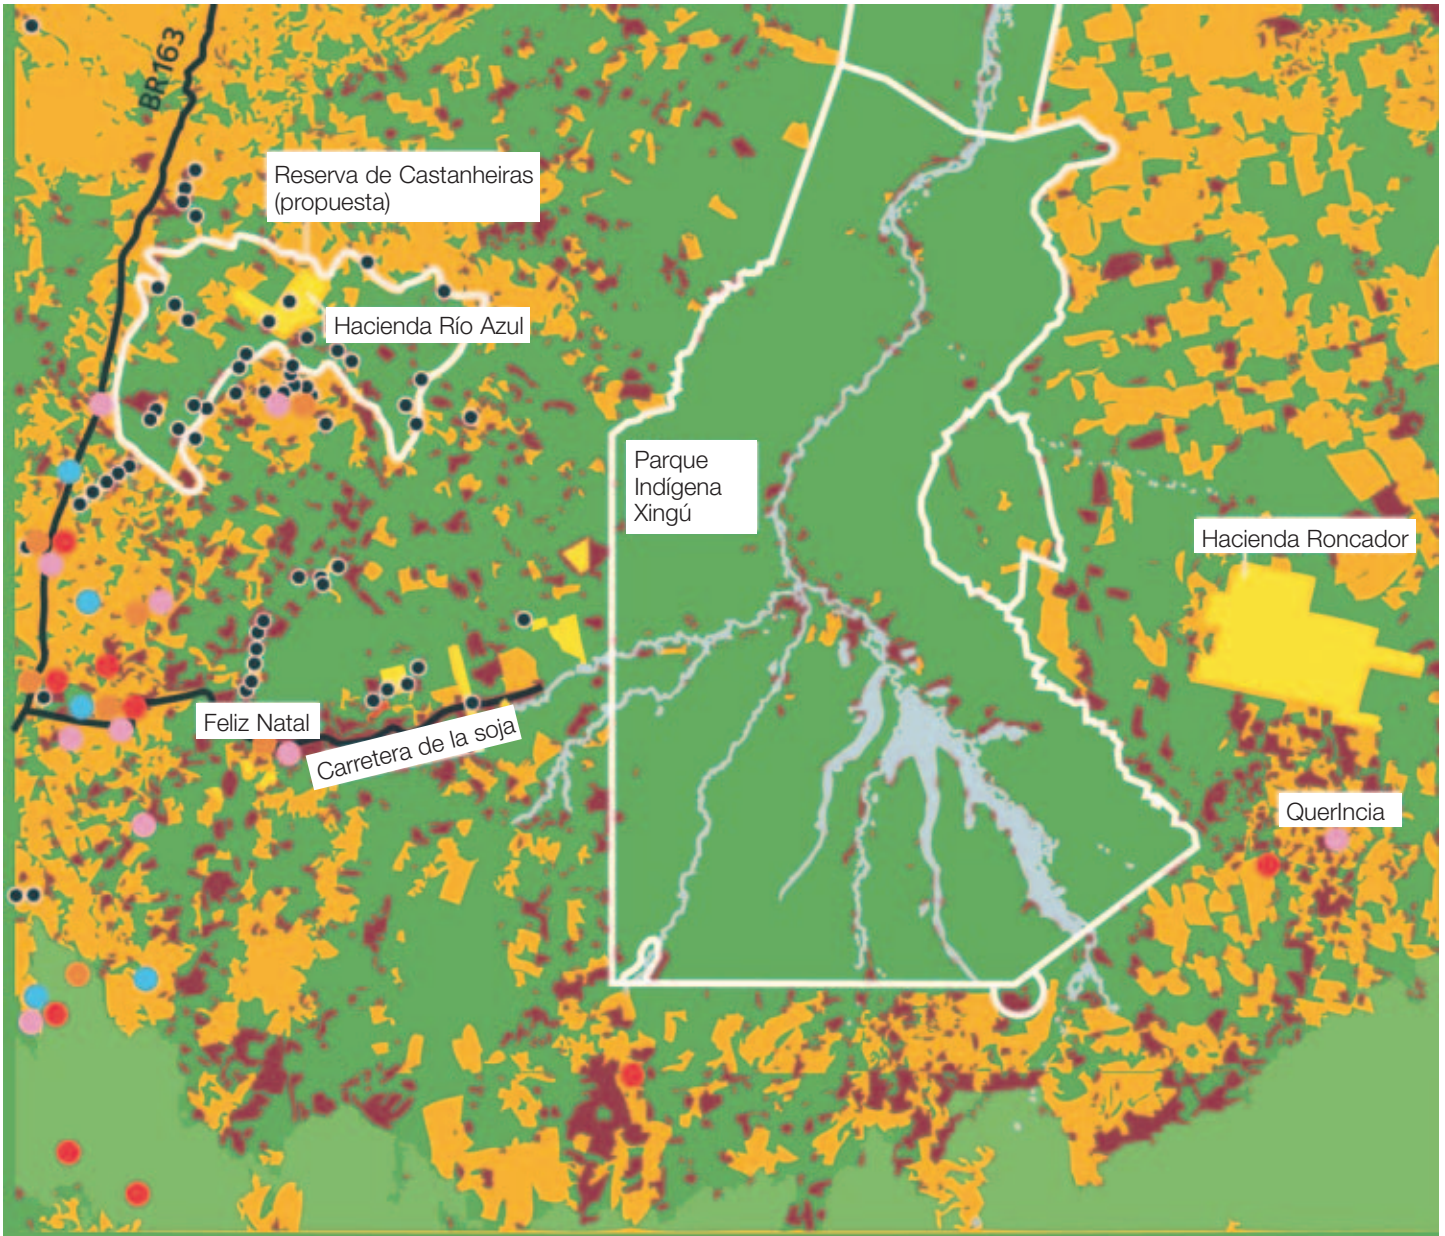 BR163
Reserva de Castanheiras
(propuesta)
Hacienda Río Azul
Parque
Indígena
Xingú
Hacienda Roncador
Feliz Natal
Carretera de la soja
QuerIncia